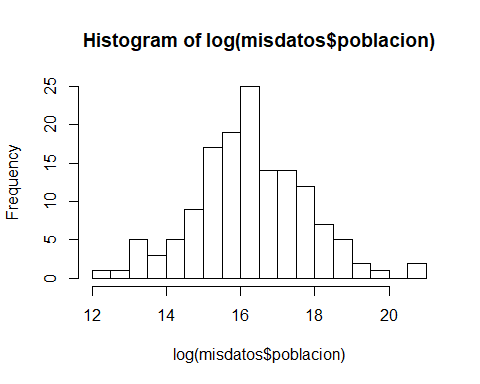 Histogram of log(misdatos$poblacion)
Frequency
0 5 10 15 20 25
12 14 16 18 20
log(misdatos$poblacion)